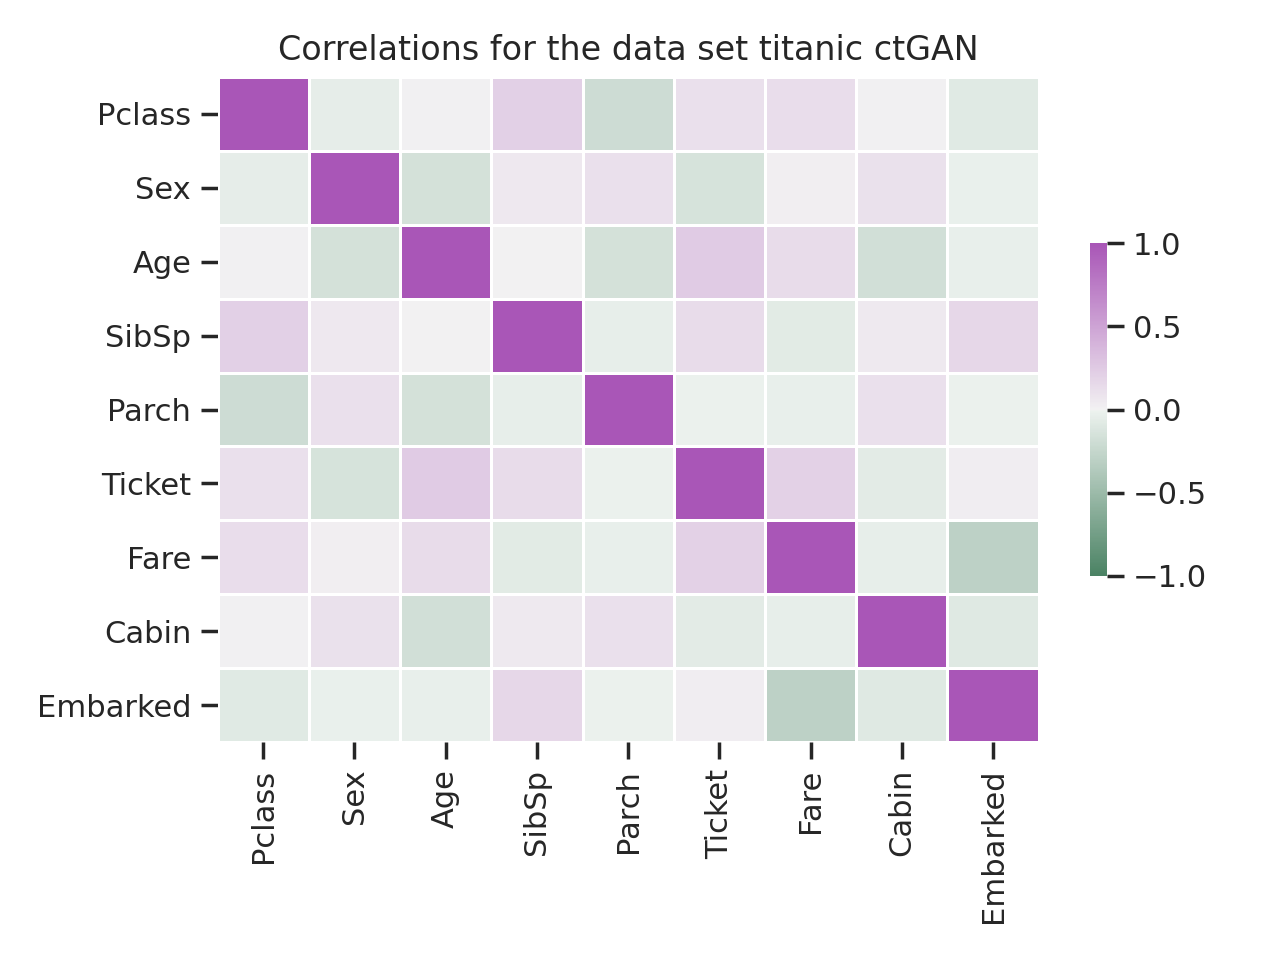 Correlations for the data set titanic ctGAN
Pclass
Sex
Age
SibSp
Parch
Ticket
Fare
Cabin
Embarked
Pclass
Sex
Age
SibSp
Parch
Ticket
Fare
Cabin
Embarked
1.0
0.5
0.0
−0.5
−1.0